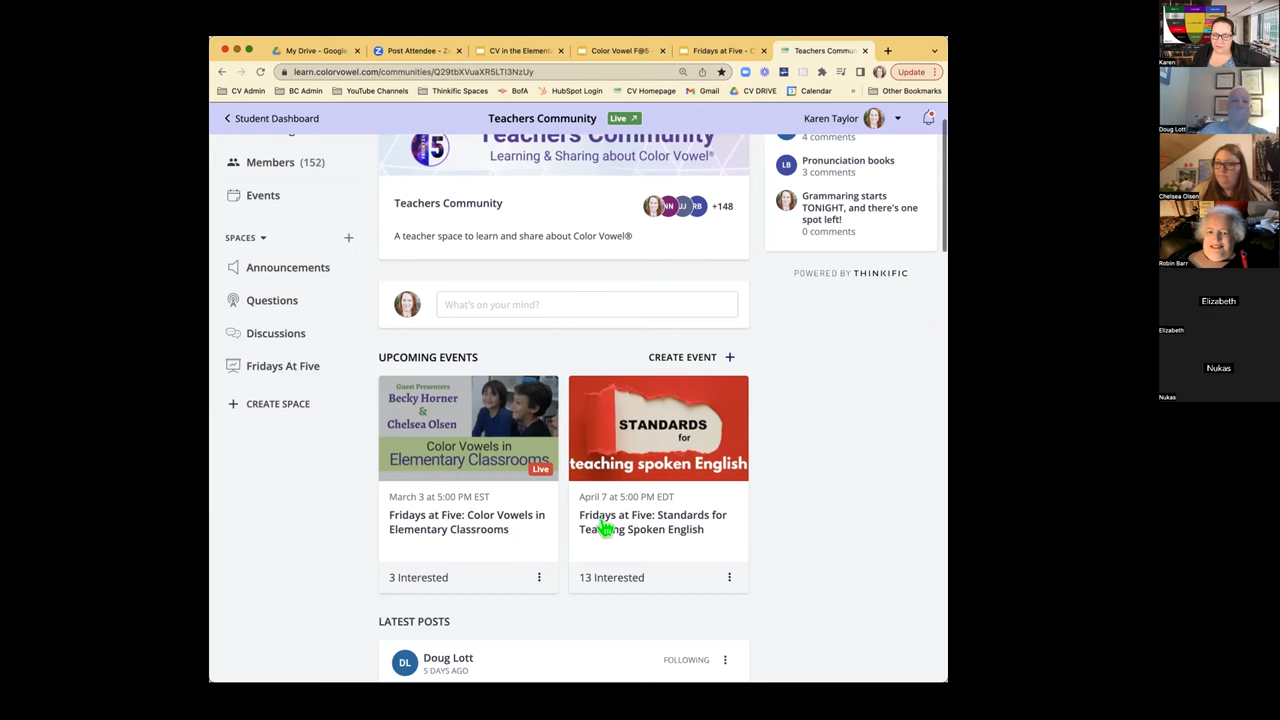 My Drive - Google
Post Attendee - Z
CV in the Elementa
Color Vowel F@5
Fridays at Five - C
Teachers Commun
learn.colorvowel.com/communities/Q29tbXVuaXR5LTI3NzUy
Update
CV Admin
BC Admin
YouTube Channels
Thinkific Spaces
BofA
HubSpot Login
CV Homepage
Gmail
CV DRIVE
Calendar
»
Other Bookmarks
Student Dashboard
Teachers Community
Live
Karen Taylor
Members (152)
Events
SPACES
Announcements
Questions
Discussions
Fridays At Five
CREATE SPACE
5
Teachers Community
Learning & Sharing about Color Vowel®
Teachers Community
NN
JJ
RB
+148
A teacher space to learn and share about Color Vowel®
What's on your mind?
UPCOMING EVENTS
CREATE EVENT
Guest Presenters
Becky Horner
&
Chelsea Olsen
Color Vowels in
Elementary Classrooms
Live
March 3 at 5:00 PM EST
Fridays at Five: Color Vowels in
Elementary Classrooms
3 Interested
STANDARDS
for
teaching spoken English
April 7 at 5:00 PM EDT
Fridays at Five: Standards for
Teaching Spoken English
13 Interested
LATEST POSTS
DL
Doug Lott
5 DAYS AGO
FOLLOWING
4 comments
LB
Pronunciation books
3 comments
Grammaring starts
TONIGHT, and there's one
spot left!
0 comments
POWERED BY THINKIFIC
Karen
Doug Lott
Chelsea Olsen
Robin Barr
Elizabeth
Elizabeth
Nukas
Nukas